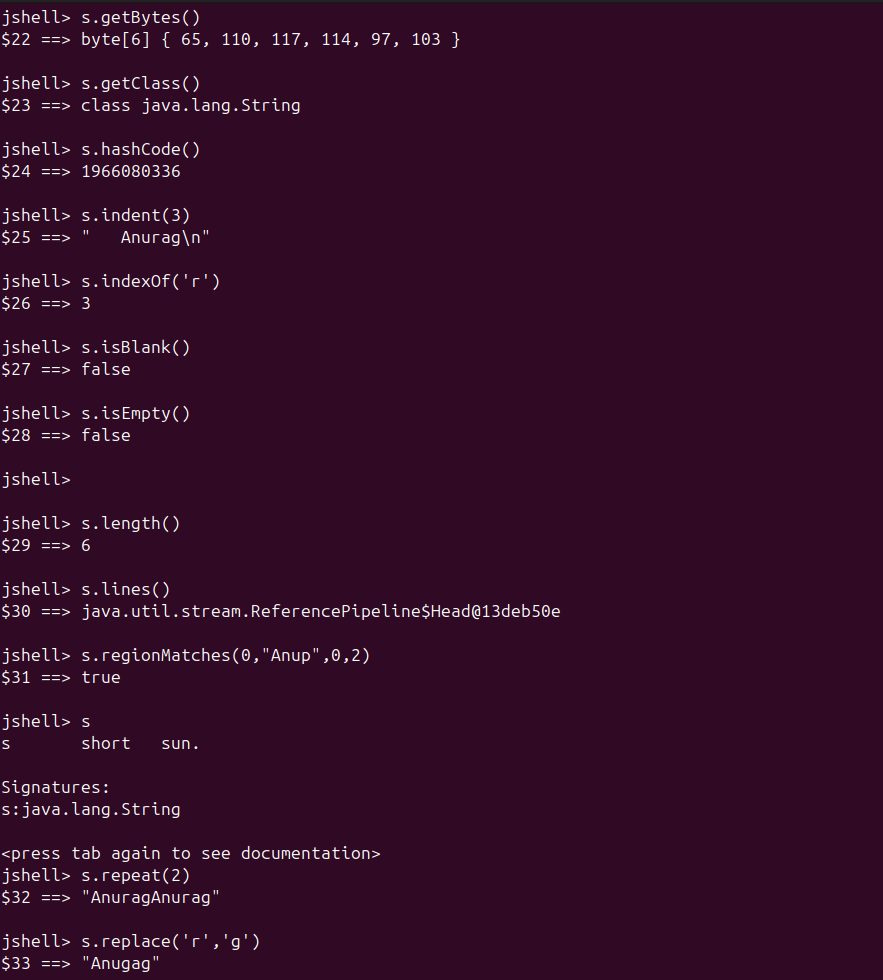 jshell> s.getBytes()
$22 ==> byte[6] { 65, 110, 117, 114, 97, 103 }
jshell> s.getClass()
$23 ==> class java.lang.String
jshell> s.hashCode()
$24 ==> 1966080336
jshell> s.indent(3)
$25 ==> "   Anurag\n"
jshell> s.indexOf('r')
$26 ==> 3
jshell> s.isBlank()
$27 ==> false
jshell> s.isEmpty()
$28 ==> false
jshell>
jshell> s.length()
$29 ==> 6
jshell> s.lines()
$30 ==> java.util.stream.ReferencePipeline$Head@13deb50e
jshell> s.regionMatches(0,"Anup",0,2)
$31 ==> true
jshell> s
s       short   sun.
Signatures:
s:java.lang.String
<press tab again to see documentation>
jshell> s.repeat(2)
$32 ==> "AnuragAnurag"
jshell> s.replace('r','g')
$33 ==> "Anugag"